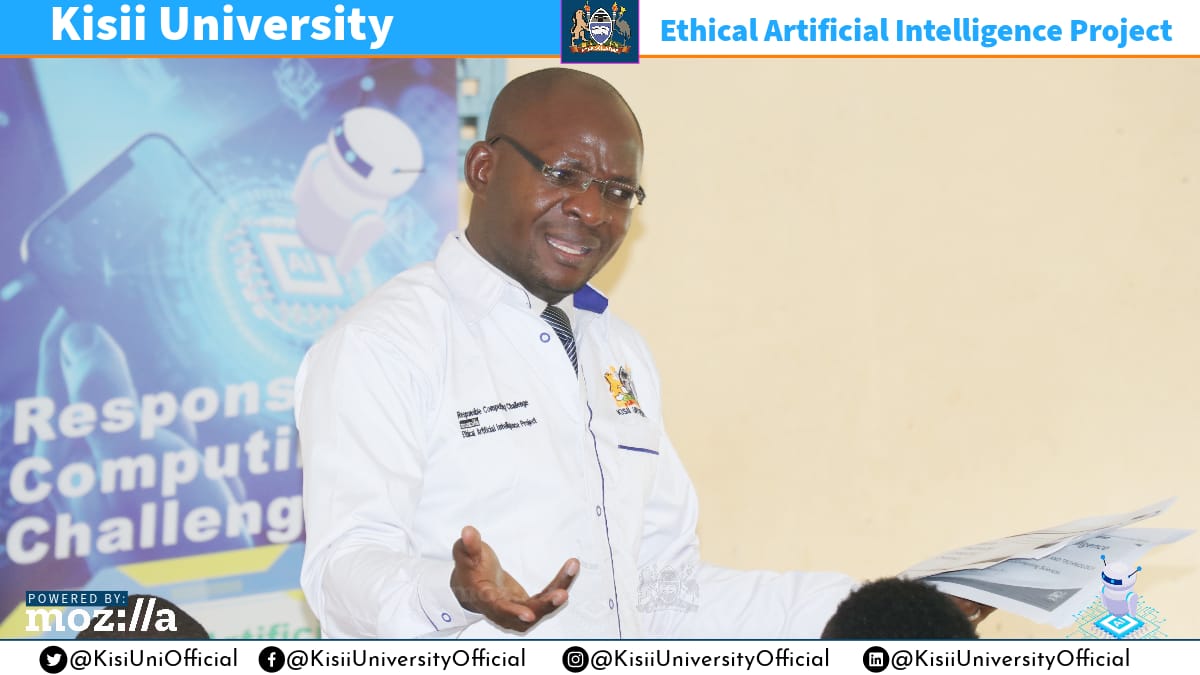 Kisii University
Ethical Artificial Intelligence Project
AI
Respons
Computi
Challeng
Responsible Computing Challenge
Ethical Artificial Intelligence Project
KISII
POWERED BY:
moz://a
@KisiUniOfficial
@KisiiUniversityOfficial
@KisiiUniversityOfficial
@KisiiUniversityOfficial